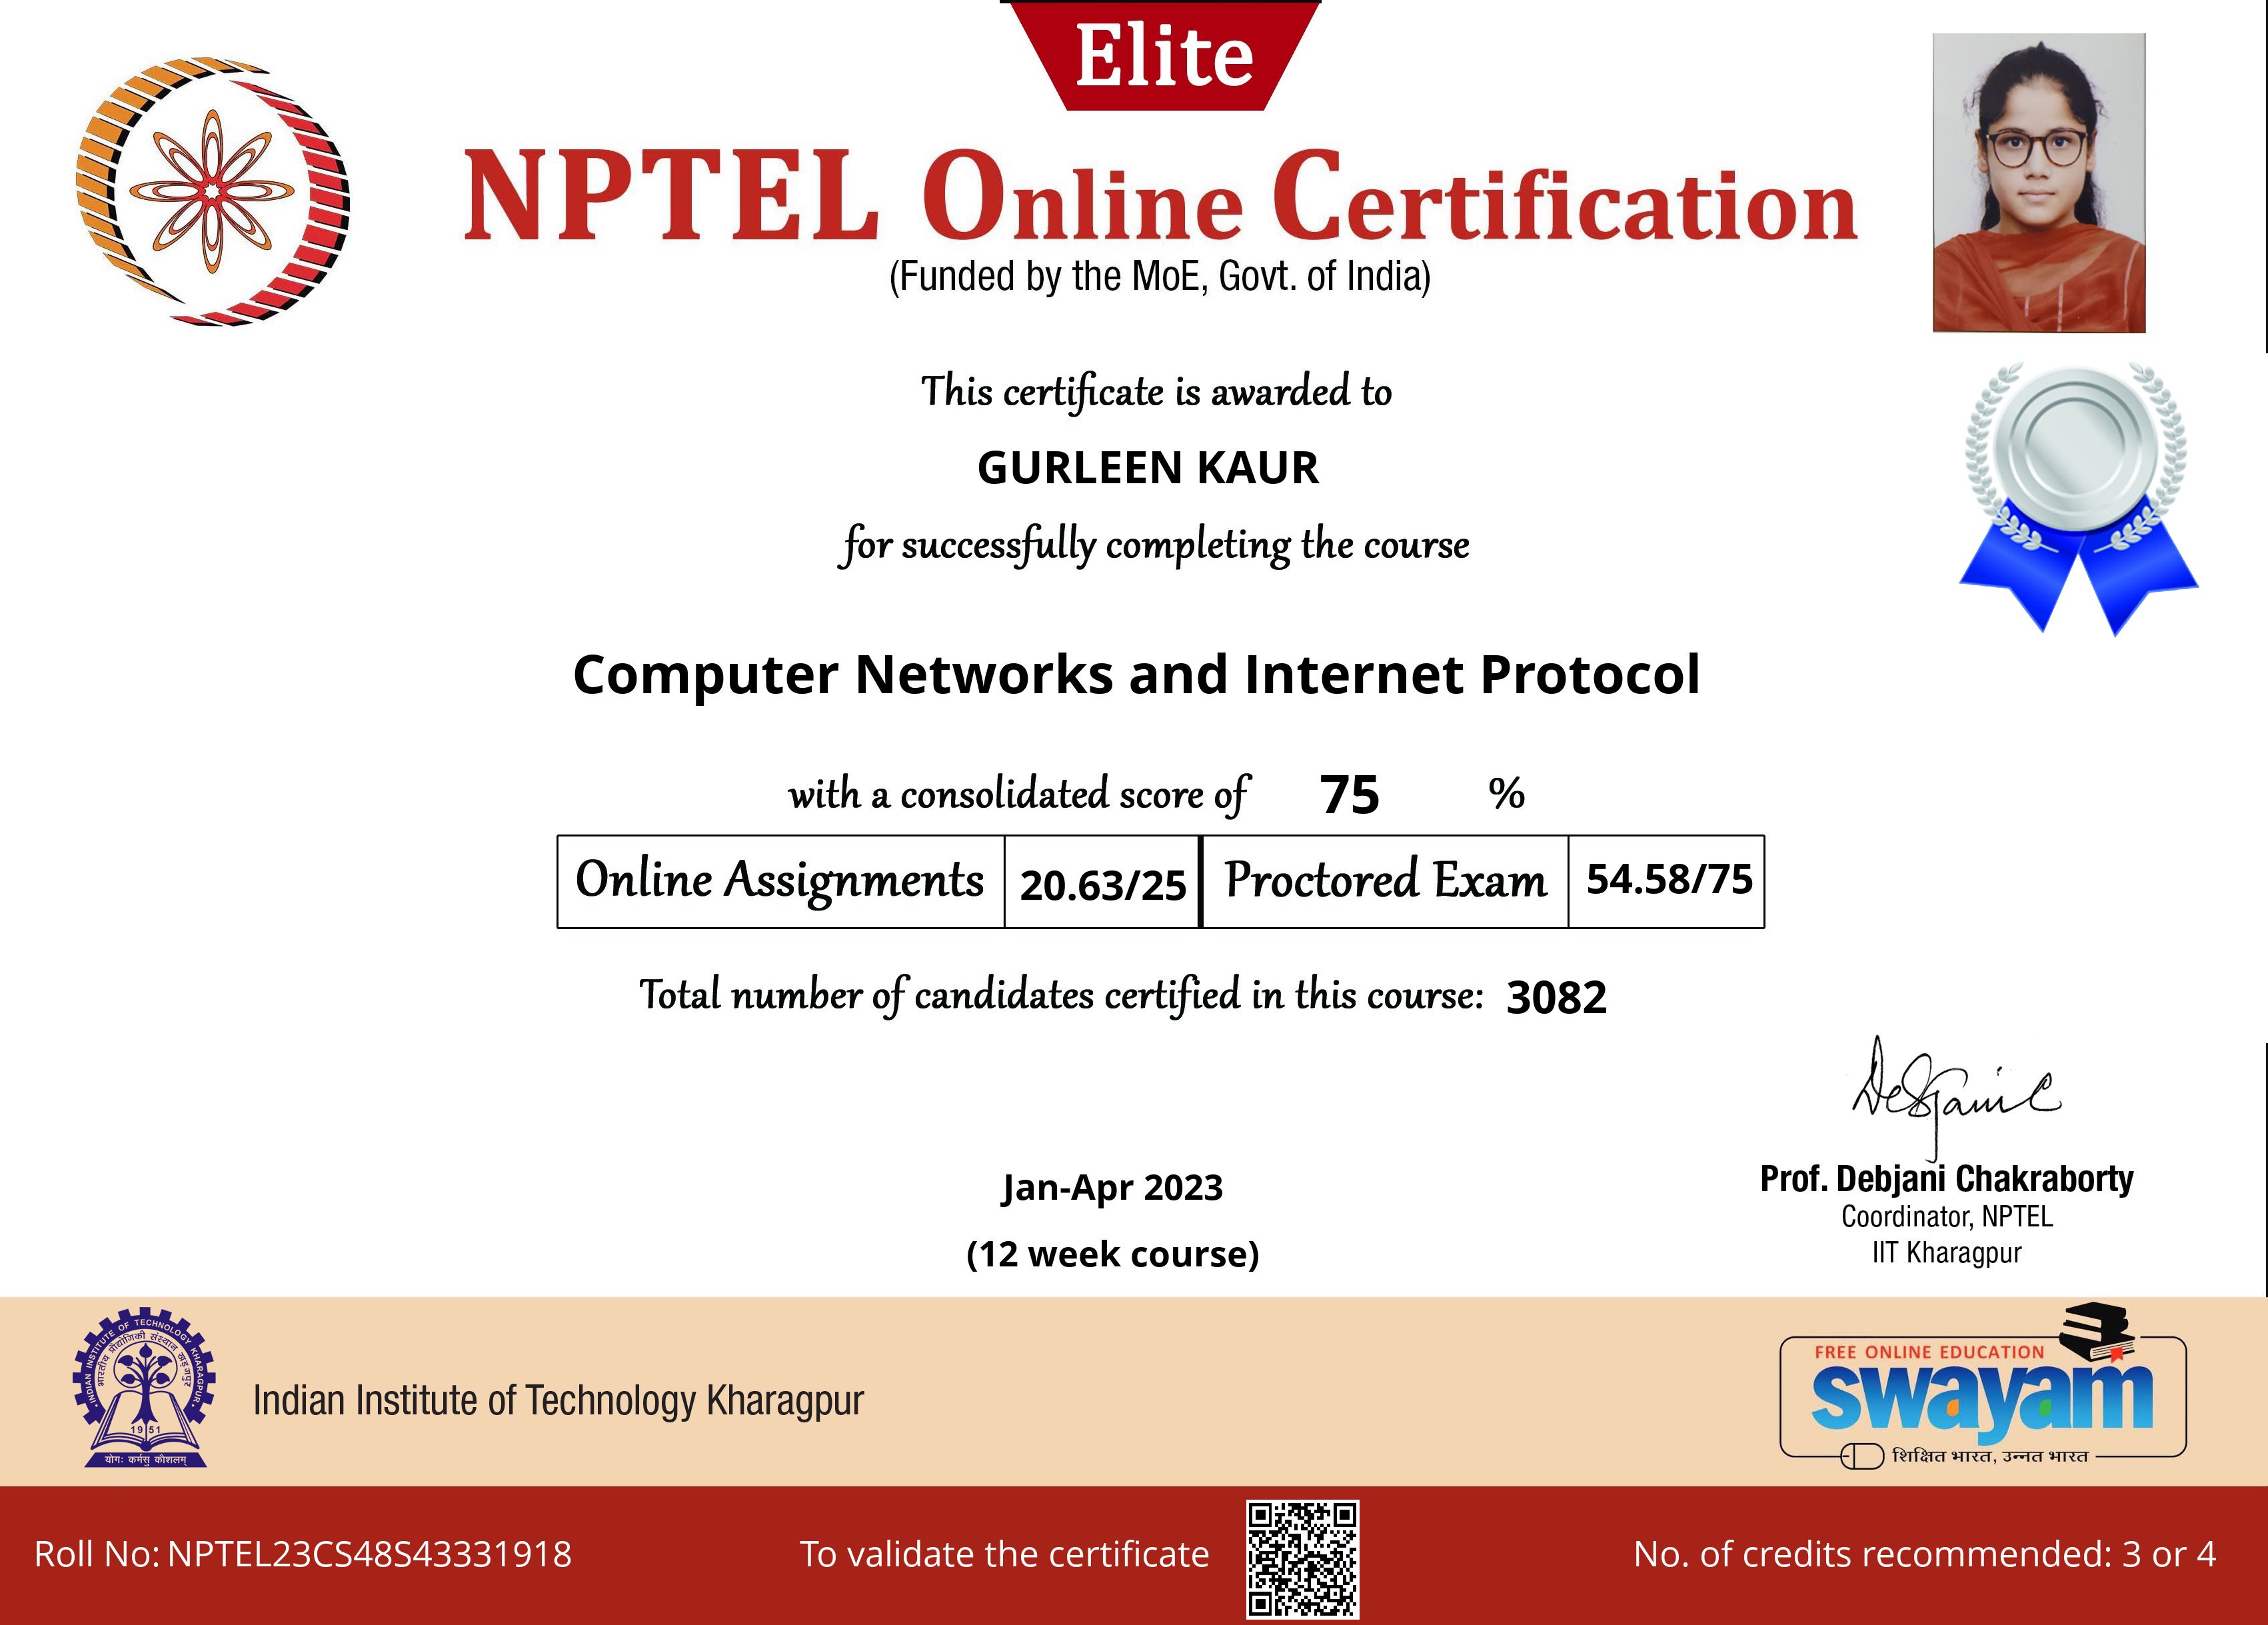 Elite
NPTEL Online Certification
(Funded by the MoE, Govt. of India)
This certificate is awarded to
GURLEEN KAUR
for successfully completing the course
Computer Networks and Internet Protocol
with a consolidated score of 75 %
Online Assignments 20.63/25 Proctored Exam 54.58/75
Total number of candidates certified in this course: 3082
Jan-Apr 2023
(12 week course)
Prof. Debjani Chakraborty
Coordinator, NPTEL
IIT Kharagpur
INDIAN INSTITUTE OF TECHNOLOGY KHARAGPUR
भारतीय प्रौद्योगिकी संस्थान खड़गपुर
1951
योगः कर्मसु कौशलम्
Indian Institute of Technology Kharagpur
FREE ONLINE EDUCATION
swayam
शिक्षित भारत, उन्नत भारत
Roll No: NPTEL23CS48S43331918
To validate the certificate
No. of credits recommended: 3 or 4